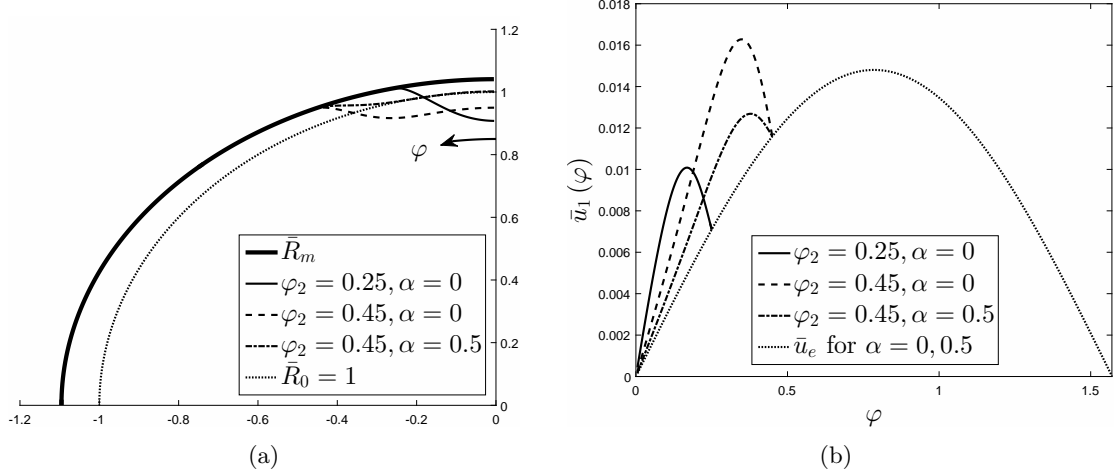 1.2
1
0.8
0.6
0.4
0.2
0
-1.2
-1
-0.8
-0.6
-0.4
-0.2
0
φ
R̄_m
φ₂ = 0.25, α = 0
φ₂ = 0.45, α = 0
φ₂ = 0.45, α = 0.5
R̄₀ = 1
(a)
0.018
0.016
0.014
0.012
0.01
0.008
0.006
0.004
0.002
0
0
0.5
1
1.5
ū₁(φ)
φ
φ₂ = 0.25, α = 0
φ₂ = 0.45, α = 0
φ₂ = 0.45, α = 0.5
ū_e for α = 0, 0.5
(b)